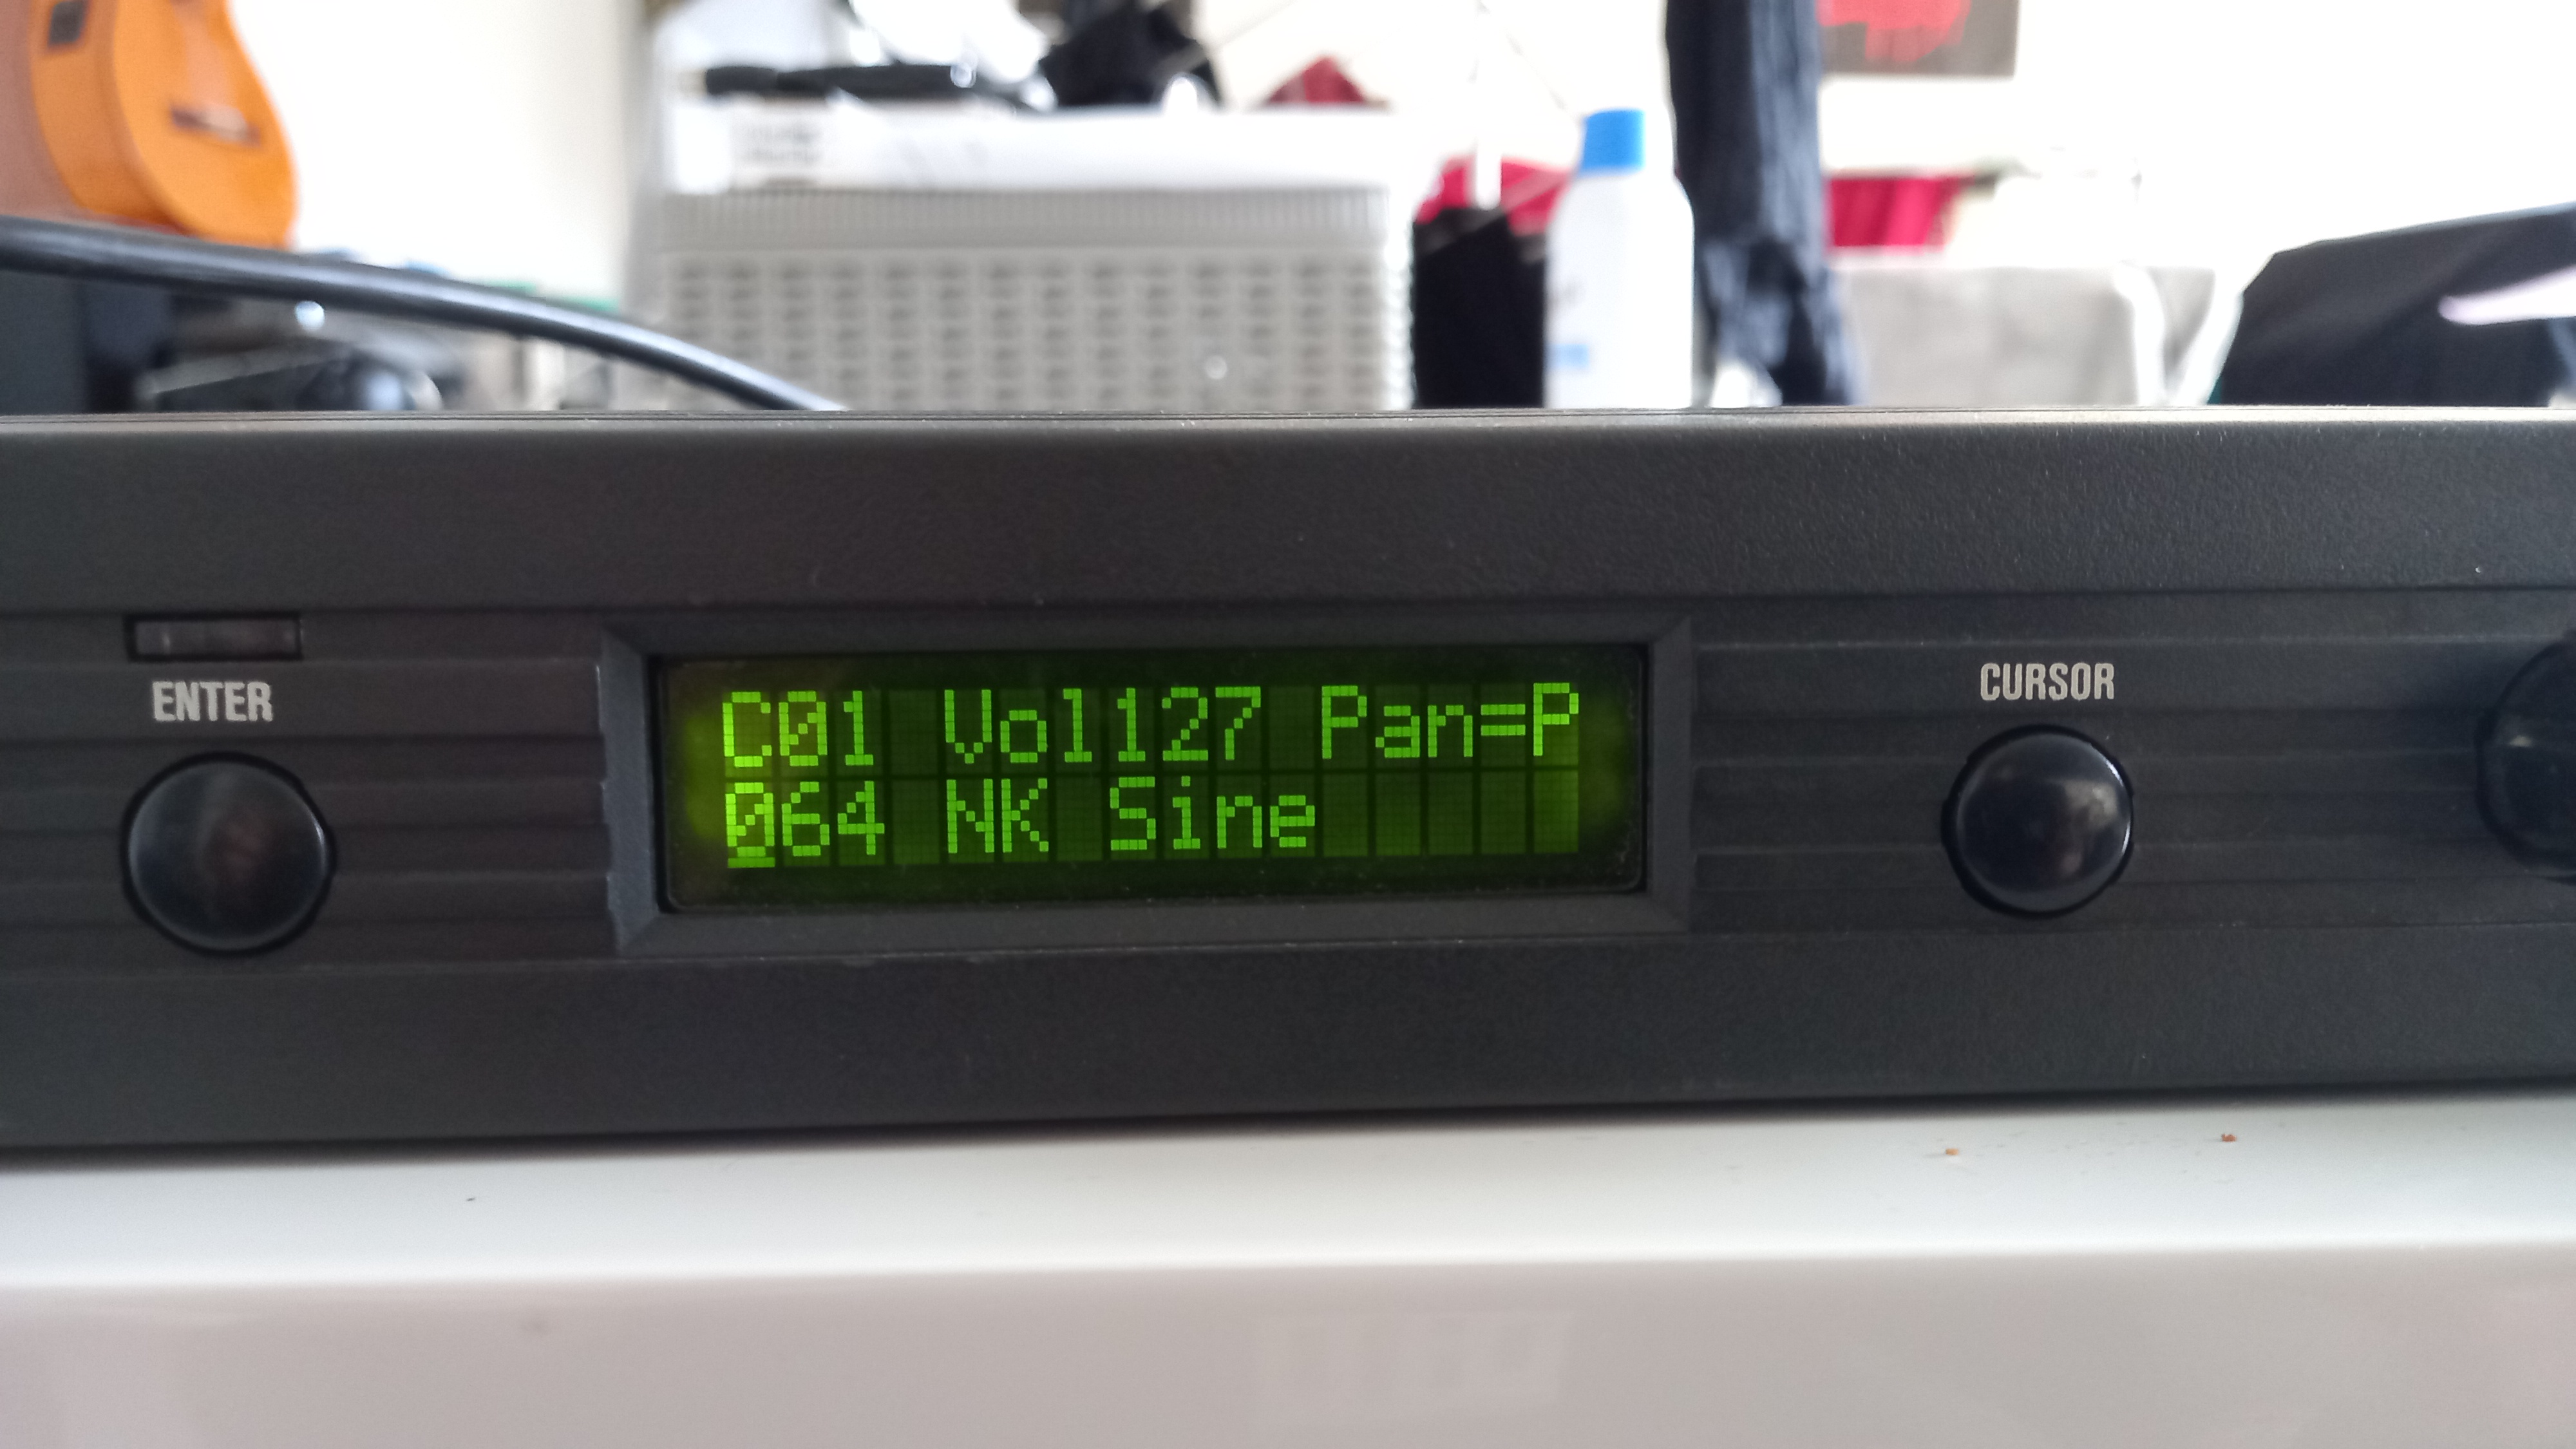 ENTER
C01 Vol127 Pan=P
064 NK Sine
CURSOR